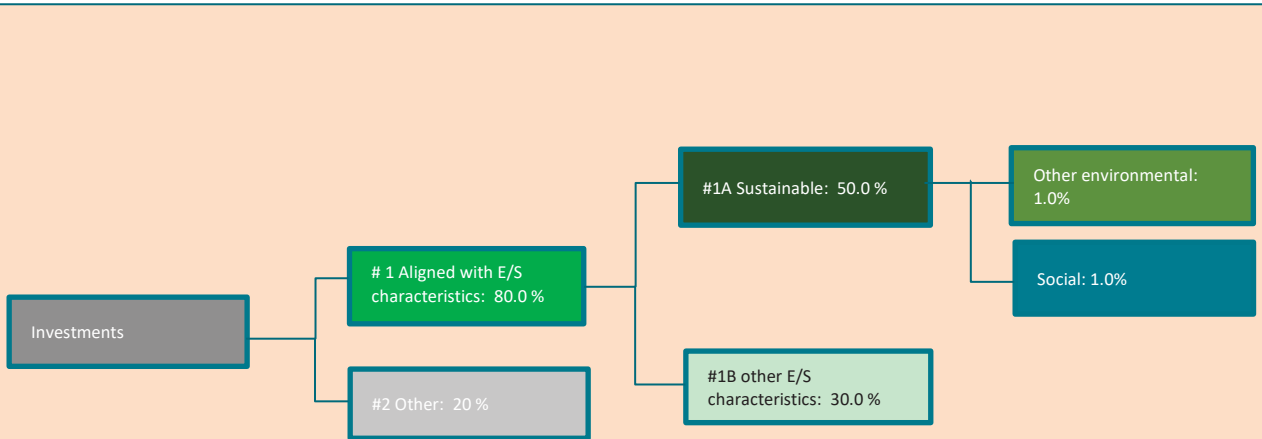 Investments
# 1 Aligned with E/S
characteristics: 80.0 %
#2 Other: 20 %
#1A Sustainable: 50.0 %
#1B other E/S
characteristics: 30.0 %
Other environmental:
1.0%
Social: 1.0%